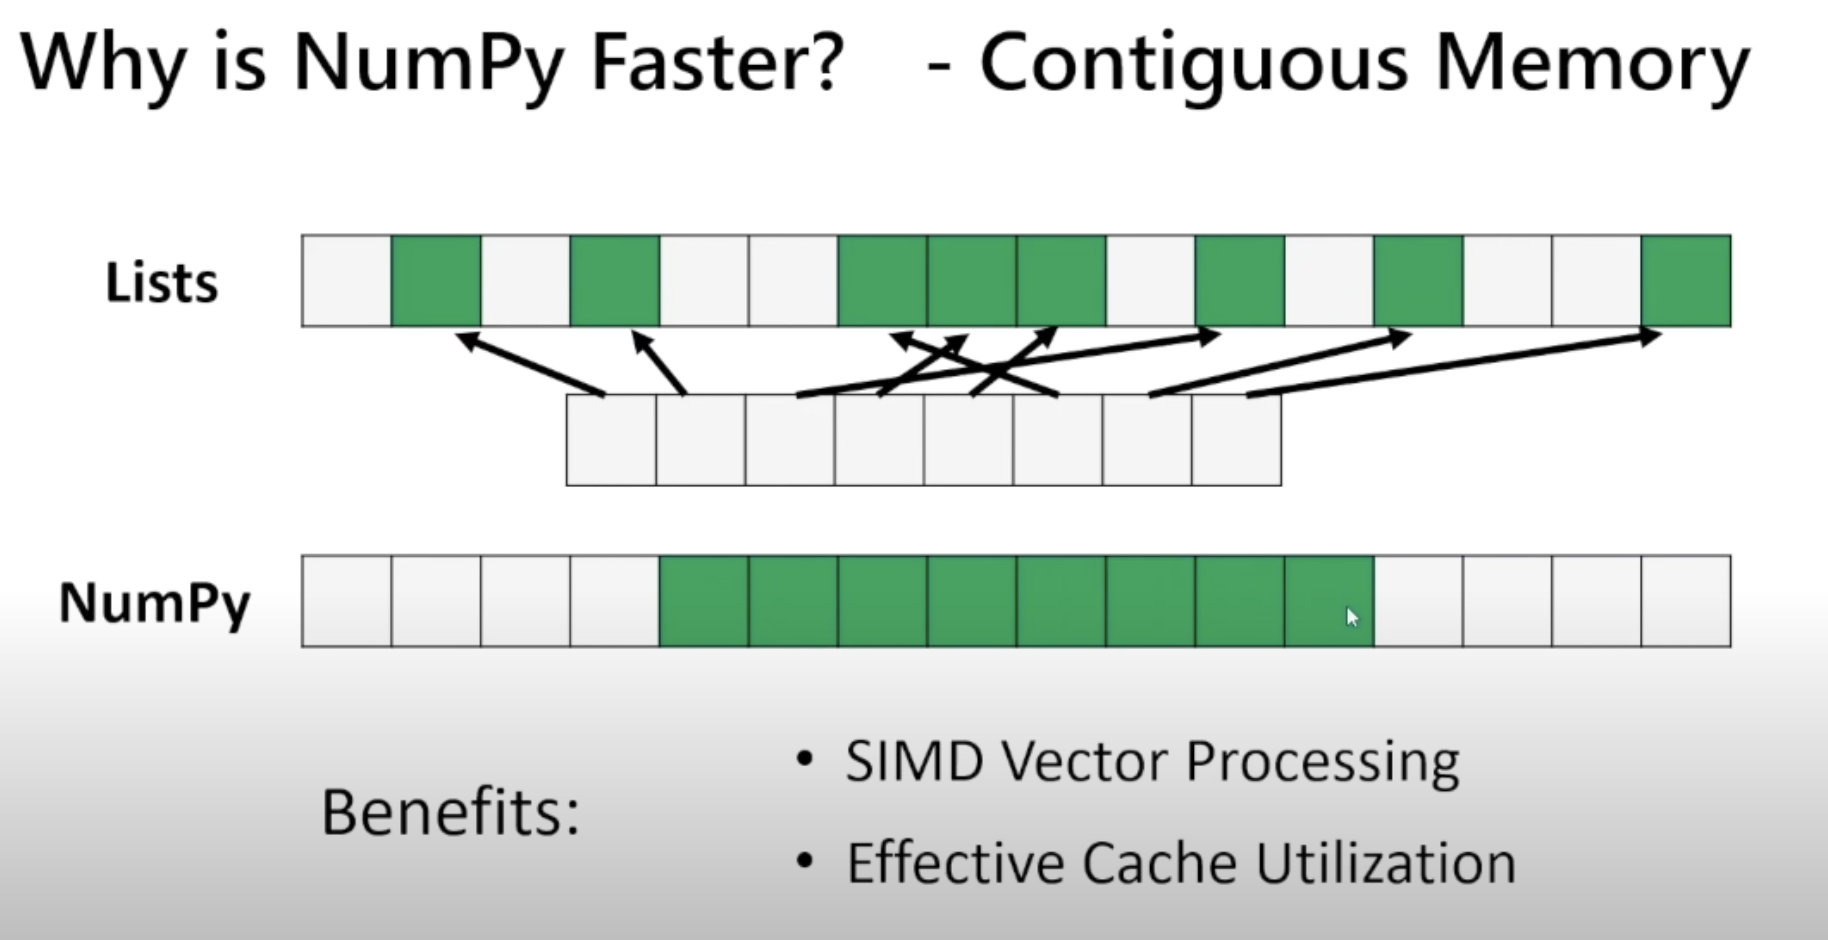 Why is NumPy Faster? - Contiguous Memory
Lists
NumPy
Benefits:
• SIMD Vector Processing
• Effective Cache Utilization